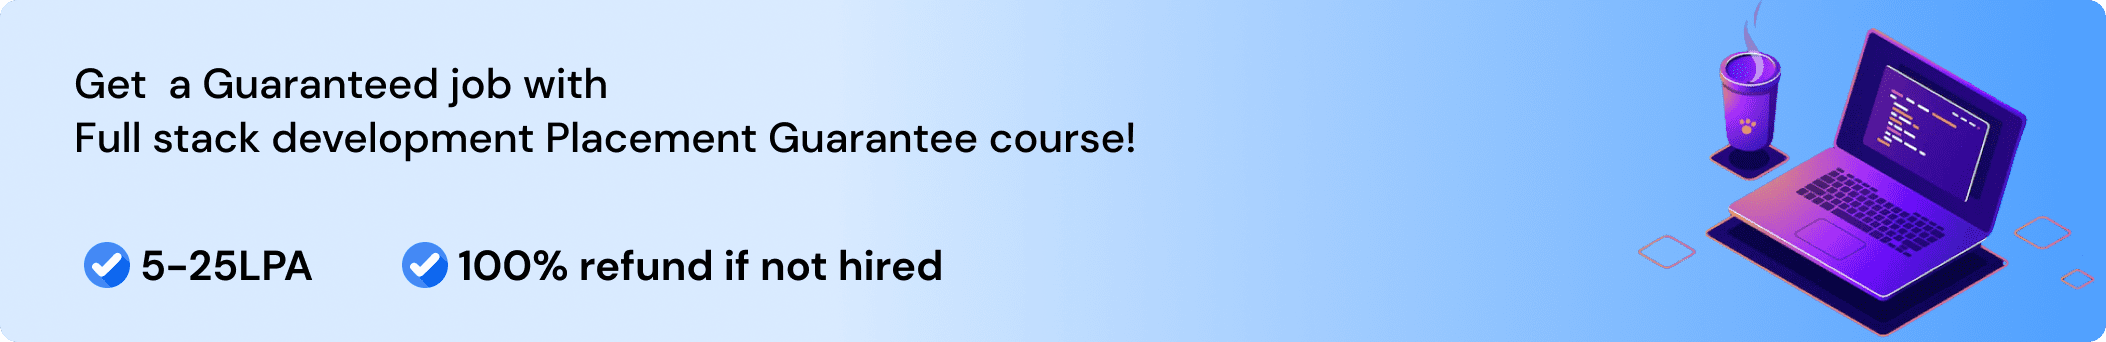 Get  a Guaranteed job with
Full stack development Placement Guarantee course!
5-25LPA
100% refund if not hired